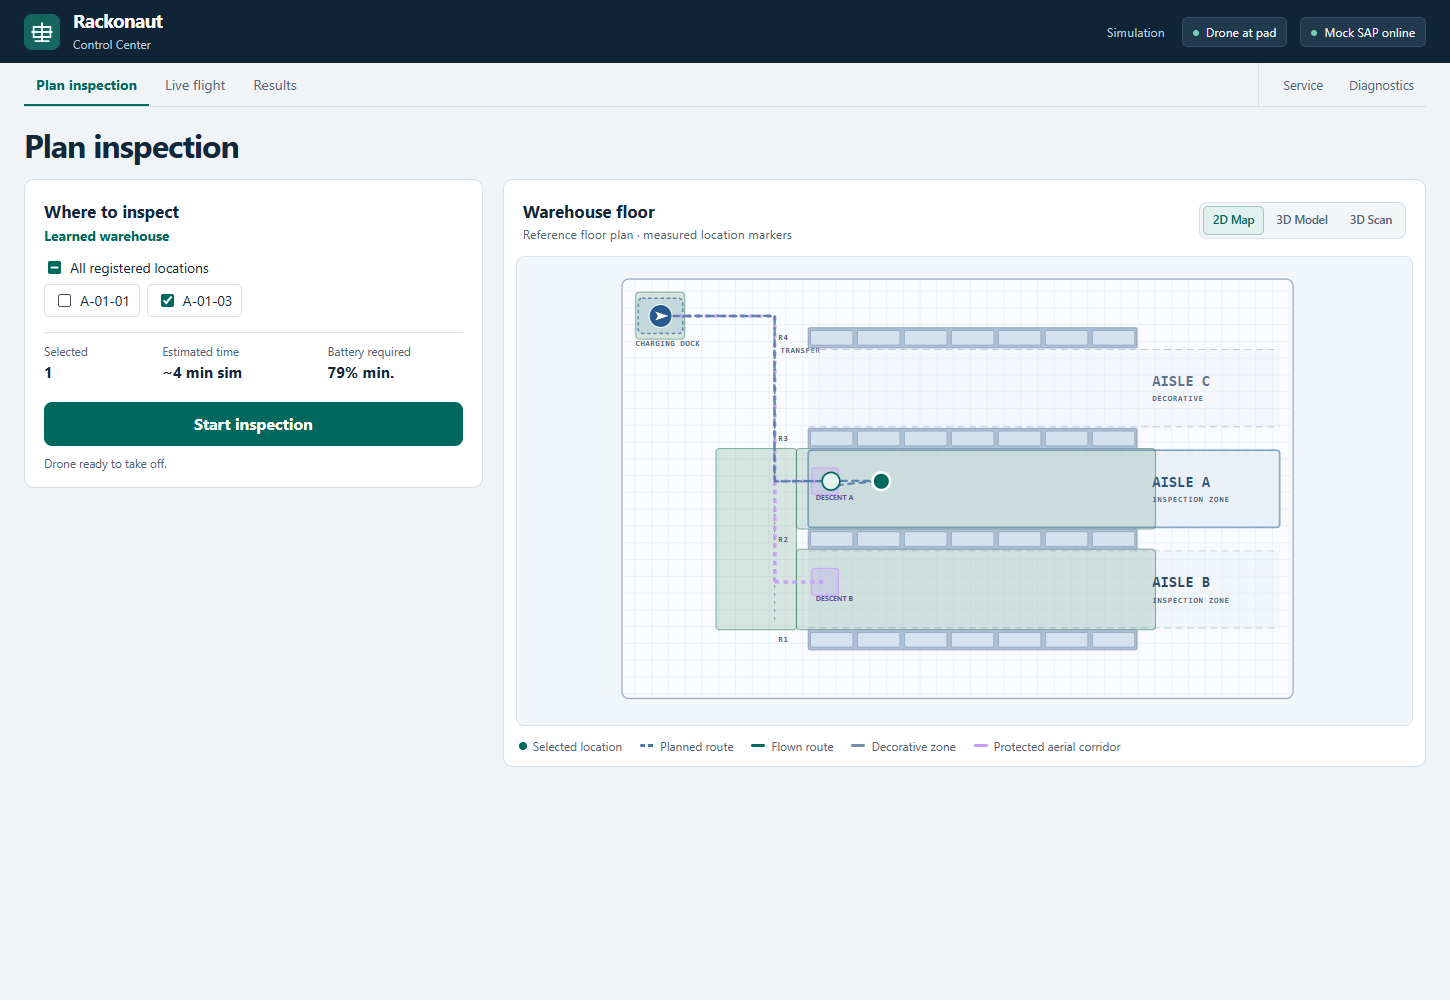 Rackonaut
Control Center
Simulation
Drone at pad
Mock SAP online
Plan inspection
Live flight
Results
Service
Diagnostics
Plan inspection
Where to inspect
Learned warehouse
All registered locations
A-01-01
A-01-03
Selected
Estimated time
Battery required
1
~4 min sim
79% min.
Start inspection
Drone ready to take off.
Warehouse floor
Reference floor plan · measured location markers
2D Map
3D Model
3D Scan
CHARGING DOCK
R4
TRANSFER
AISLE C
DECORATIVE
R3
AISLE A
INSPECTION ZONE
DESCENT A
R2
AISLE B
INSPECTION ZONE
DESCENT B
R1
Selected location
Planned route
Flown route
Decorative zone
Protected aerial corridor